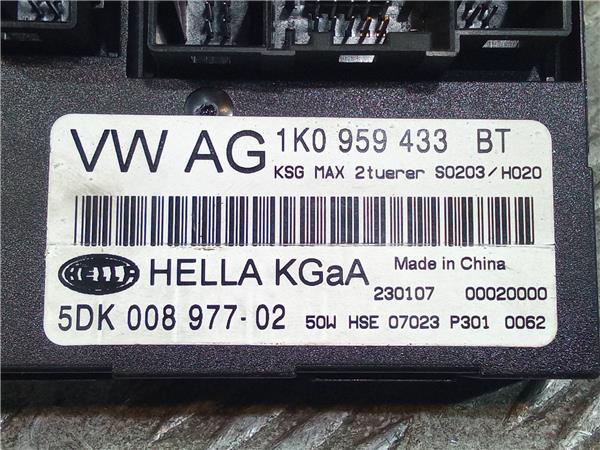 VW AG 1K0 959 433 BT
KSG MAX 2tuerer S0203/H020
HELLA HELLA KGaA Made in China
230107 00020000
5DK 008 977-02 50W HSE 07023 P301 0062